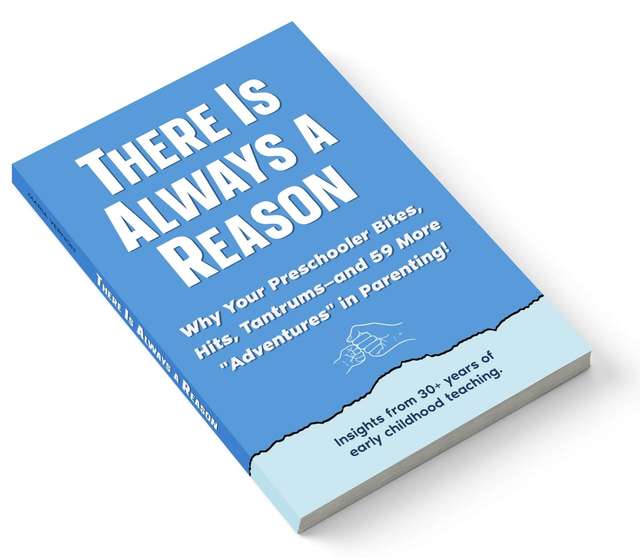 THERE IS
ALWAYS A
REASON
Why Your Preschooler Bites,
Hits, Tantrums—and 59 More
"Adventures" in Parenting!
Insights from 30+ years of
early childhood teaching.
THERE IS ALWAYS A REASON